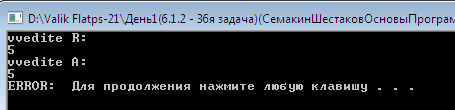 D:\Valik Flatps-21\День1(6.1.2 - 36я задача)(СемакинШестаковОсновыПрограм
vvedite R:
5
vvedite A:
5
ERROR:  Для продолжения нажмите любую клавишу . . .